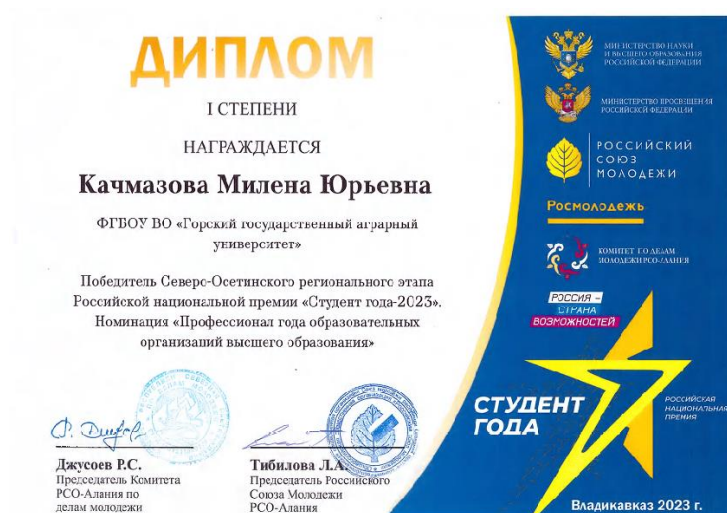 ДИПЛОМ
I СТЕПЕНИ
НАГРАЖДАЕТСЯ
Качмазова Милена Юрьевна
ФГБОУ ВО «Горский государственный аграрный
университет»
Победитель Северо-Осетинского регионального этапа
Российской национальной премии «Студент года-2023».
Номинация «Профессионал года образовательных
организаций высшего образования»
Джусоев Р.С.
Председатель Комитета
РСО-Алания по
делам молодежи
Тибилова Л.А.
Председатель Российского
Союза Молодежи
РСО-Алания
МИНИСТЕРСТВО НАУКИ
И ВЫСШЕГО ОБРАЗОВАНИЯ
РОССИЙСКОЙ ФЕДЕРАЦИИ
МИНИСТЕРСТВО ПРОСВЕЩЕНИЯ
РОССИЙСКОЙ ФЕДЕРАЦИИ
РОССИЙСКИЙ
СОЮЗ
МОЛОДЕЖИ
Росмолодежь
КОМИТЕТ ПО ДЕЛАМ
МОЛОДЕЖИ РСО-АЛАНИЯ
РОССИЯ –
СТРАНА
ВОЗМОЖНОСТЕЙ
СТУДЕНТ
ГОДА
РОССИЙСКАЯ
НАЦИОНАЛЬНАЯ
ПРЕМИЯ
Владикавказ 2023 г.